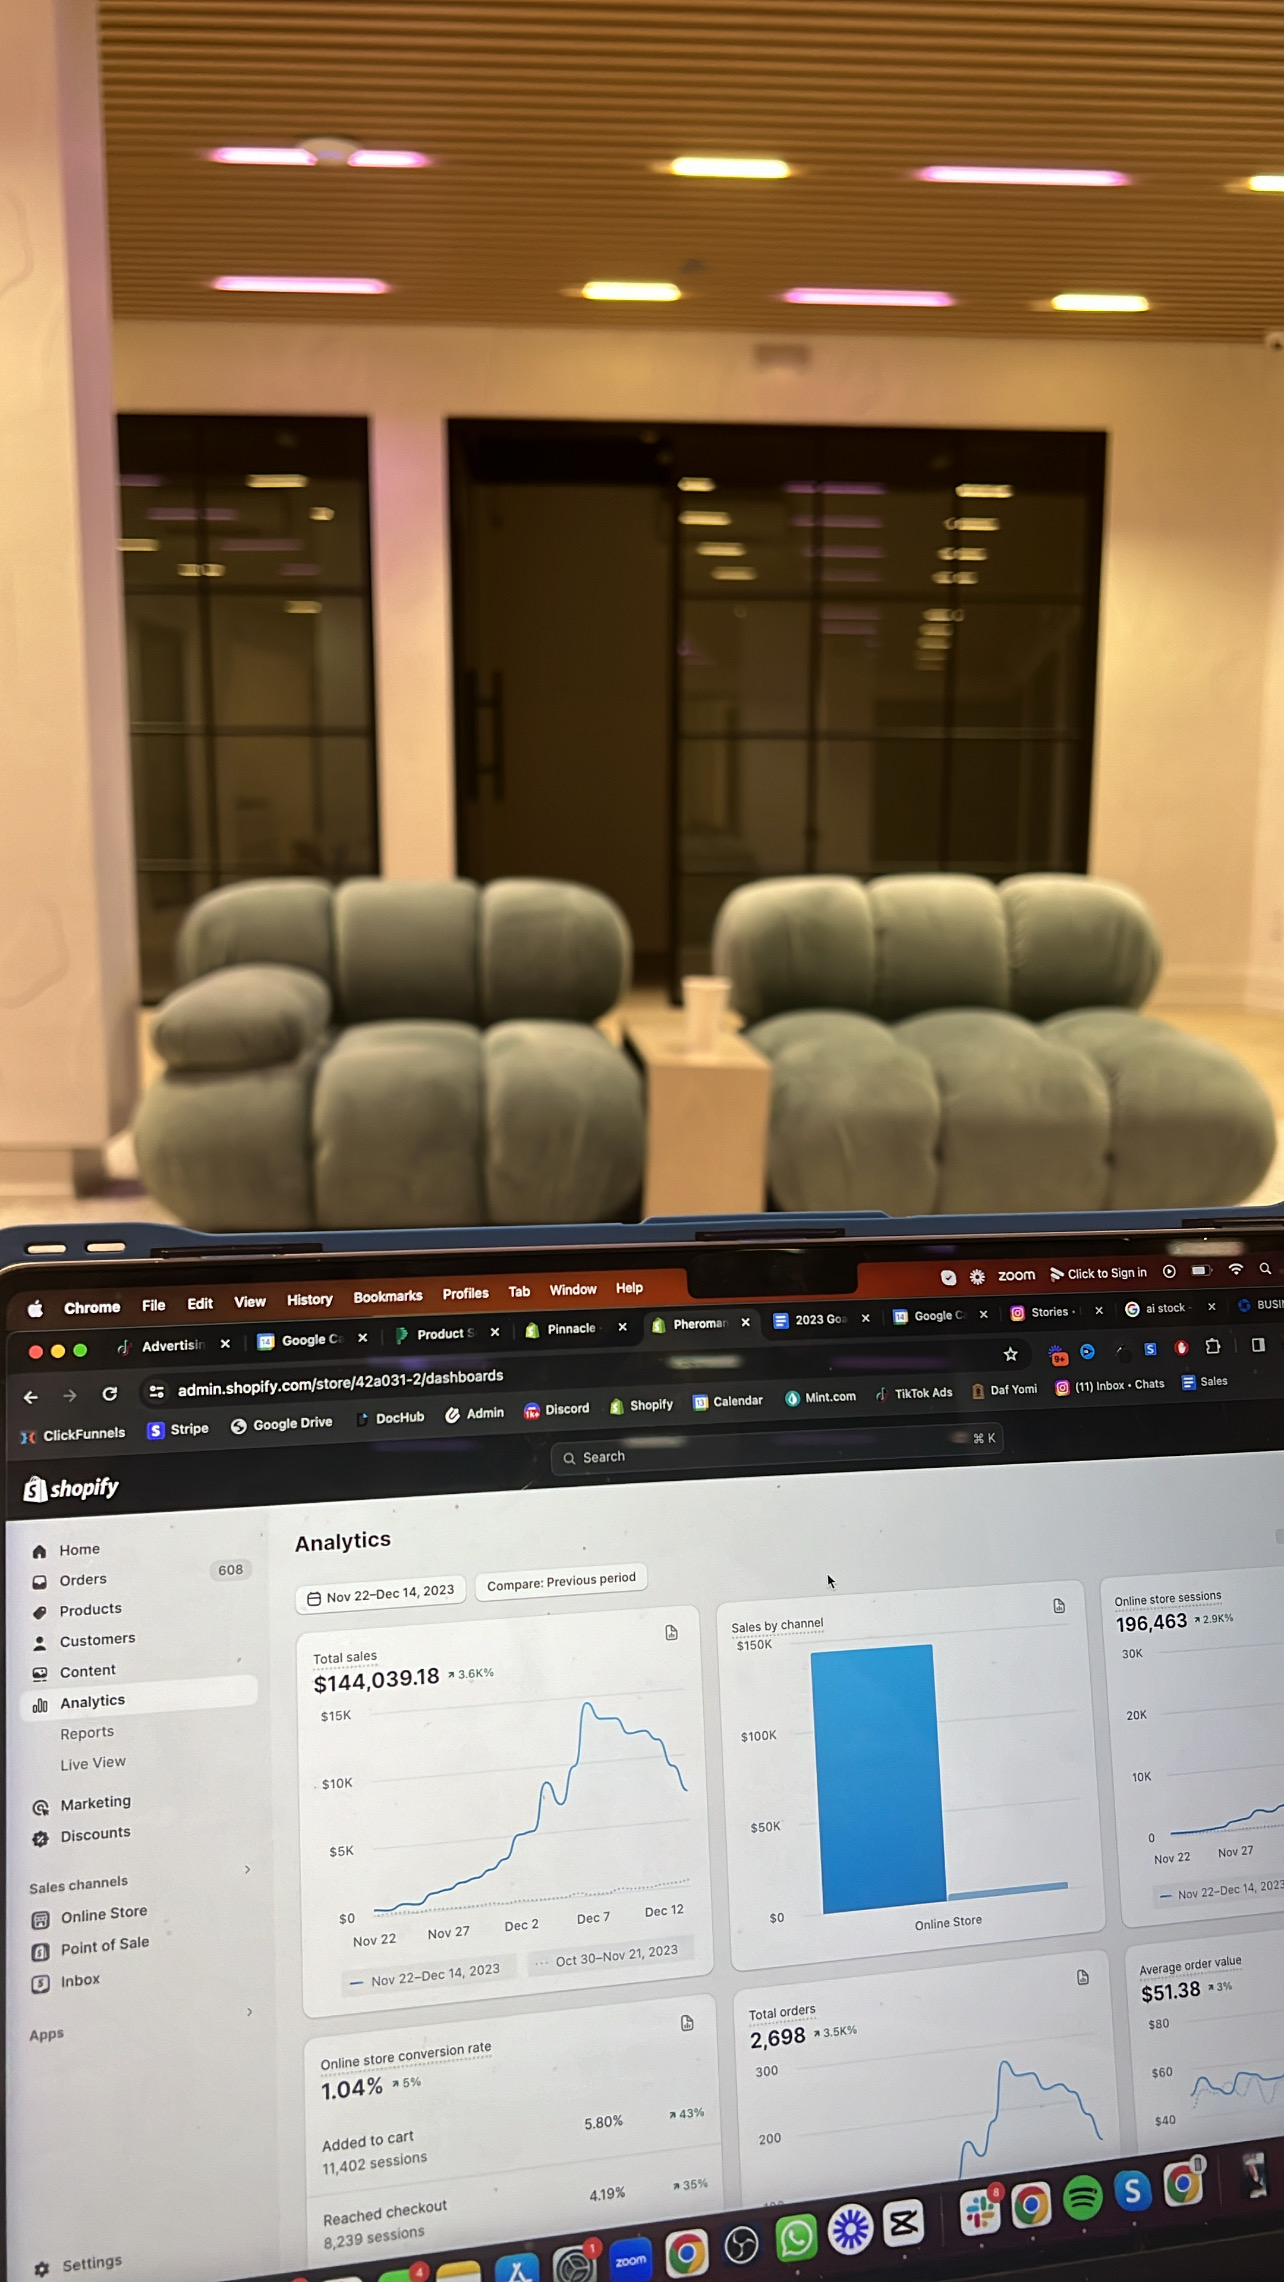 Chrome File Edit View History Bookmarks Profiles Tab Window Help zoom Click to Sign in
Advertisin Google Ca Product S Pinnacle Pheromar 2023 Goa Google Ca Stories · ai stock BUSI
admin.shopify.com/store/42a031-2/dashboards
9+
ClickFunnels Stripe Google Drive DocHub Admin Discord Shopify Calendar Mint.com TikTok Ads Daf Yomi (11) Inbox • Chats Sales
shopify
Search
⌘ K
Home
Orders
608
Products
Customers
Content
Analytics
Reports
Live View
Marketing
Discounts
Sales channels
Online Store
Point of Sale
Inbox
Apps
Settings
Analytics
Nov 22–Dec 14, 2023
Compare: Previous period
Total sales
$144,039.18 3.6K%
$15K
$10K
$5K
$0
Nov 22 Nov 27 Dec 2 Dec 7 Dec 12
Nov 22–Dec 14, 2023 Oct 30–Nov 21, 2023
Sales by channel
$150K
$100K
$50K
$0
Online Store
Online store sessions
196,463 2.9K%
30K
20K
10K
0
Nov 22 Nov 27
Nov 22–Dec 14, 2023
Online store conversion rate
1.04% 5%
Added to cart
11,402 sessions
5.80% 43%
Reached checkout
8,239 sessions
4.19% 35%
Total orders
2,698 3.5K%
300
200
Average order value
$51.38 3%
$80
$60
$40
4
1
zoom
8